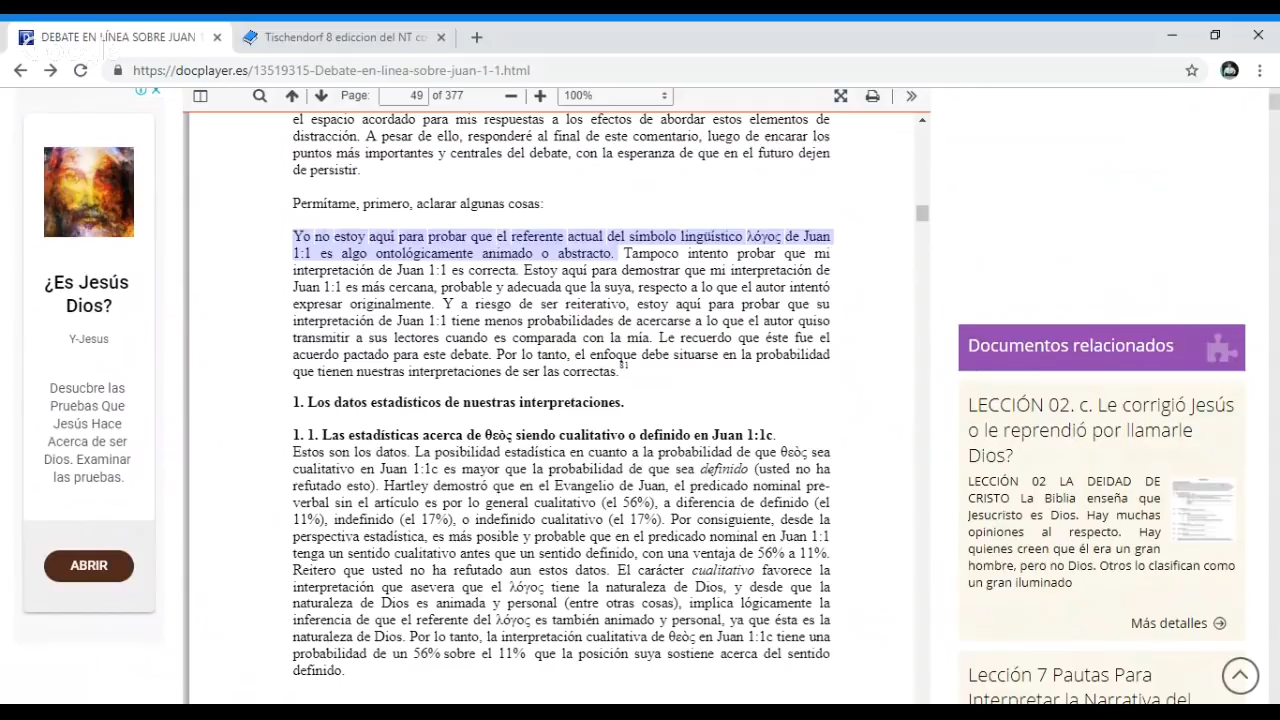 DEBATE EN LÍNEA SOBRE JUAN 1
Tischendorf 8 ediccion del NT co
https://docplayer.es/13519315-Debate-en-linea-sobre-juan-1-1.html
Page: 49 of 377
100%
¿Es Jesús
Dios?
Y-Jesus
Desucbre las
Pruebas Que
Jesús Hace
Acerca de ser
Dios. Examinar
las pruebas.
ABRIR
el espacio acordado para mis respuestas a los efectos de abordar estos elementos de
distracción. A pesar de ello, responderé al final de este comentario, luego de encarar los
puntos más importantes y centrales del debate, con la esperanza de que en el futuro dejen
de persistir.
Permítame, primero, aclarar algunas cosas:
Yo no estoy aquí para probar que el referente actual del símbolo lingüístico λόγος de Juan
1:1 es algo ontológicamente animado o abstracto. Tampoco intento probar que mi
interpretación de Juan 1:1 es correcta. Estoy aquí para demostrar que mi interpretación de
Juan 1:1 es más cercana, probable y adecuada que la suya, respecto a lo que el autor intentó
expresar originalmente. Y a riesgo de ser reiterativo, estoy aquí para probar que su
interpretación de Juan 1:1 tiene menos probabilidades de acercarse a lo que el autor quiso
transmitir a sus lectores cuando es comparada con la mía. Le recuerdo que éste fue el
acuerdo pactado para este debate. Por lo tanto, el enfoque debe situarse en la probabilidad
que tienen nuestras interpretaciones de ser las correctas.81
1. Los datos estadísticos de nuestras interpretaciones.
1. 1. Las estadísticas acerca de θεὸς siendo cualitativo o definido en Juan 1:1c.
Estos son los datos. La posibilidad estadística en cuanto a la probabilidad de que θεὸς sea
cualitativo en Juan 1:1c es mayor que la probabilidad de que sea definido (usted no ha
refutado esto). Hartley demostró que en el Evangelio de Juan, el predicado nominal pre-
verbal sin el artículo es por lo general cualitativo (el 56%), a diferencia de definido (el
11%), indefinido (el 17%), o indefinido cualitativo (el 17%). Por consiguiente, desde la
perspectiva estadística, es más posible y probable que en el predicado nominal en Juan 1:1
tenga un sentido cualitativo antes que un sentido definido, con una ventaja de 56% a 11%.
Reitero que usted no ha refutado aun estos datos. El carácter cualitativo favorece la
interpretación que asevera que el λόγος tiene la naturaleza de Dios, y desde que la
naturaleza de Dios es animada y personal (entre otras cosas), implica lógicamente la
inferencia de que el referente del λόγος es también animado y personal, ya que ésta es la
naturaleza de Dios. Por lo tanto, la interpretación cualitativa de θεὸς en Juan 1:1c tiene una
probabilidad de un 56% sobre el 11% que la posición suya sostiene acerca del sentido
definido.
Documentos relacionados
LECCIÓN 02. c. Le corrigió Jesús
o le reprendió por llamarle
Dios?
LECCIÓN 02 LA DEIDAD DE
CRISTO La Biblia enseña que
Jesucristo es Dios. Hay muchas
opiniones al respecto. Hay
quienes creen que él era un gran
hombre, pero no Dios. Otros lo clasifican como
un gran iluminado
Más detalles
Lección 7 Pautas Para
Interpretar la Narrativa del